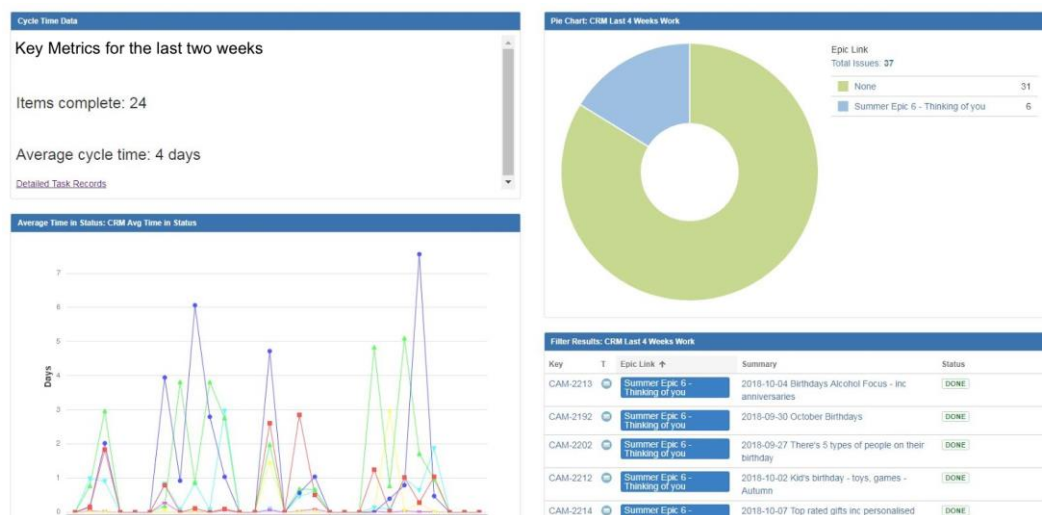 Cycle Time Data
Key Metrics for the last two weeks
Items complete: 24
Average cycle time: 4 days
Detailed Task Records
Average Time in Status: CRM Avg Time in Status
7
6
5
4
3
2
1
0
Days
Pie Chart: CRM Last 4 Weeks Work
Epic Link
Total Issues: 37
None 31
Summer Epic 6 - Thinking of you 6
Filter Results: CRM Last 4 Weeks Work
Key T Epic Link ↑ Summary Status
CAM-2213 Summer Epic 6 - 2018-10-04 Birthdays Alcohol Focus - inc DONE
Thinking of you anniversaries
CAM-2192 Summer Epic 6 - 2018-09-30 October Birthdays DONE
Thinking of you
CAM-2202 Summer Epic 6 - 2018-09-27 There's 5 types of people on their DONE
Thinking of you birthday
CAM-2212 Summer Epic 6 - 2018-10-02 Kid's birthday - toys, games - DONE
Thinking of you Autumn
CAM-2214 Summer Epic 6 - 2018-10-07 Top rated gifts inc personalised DONE